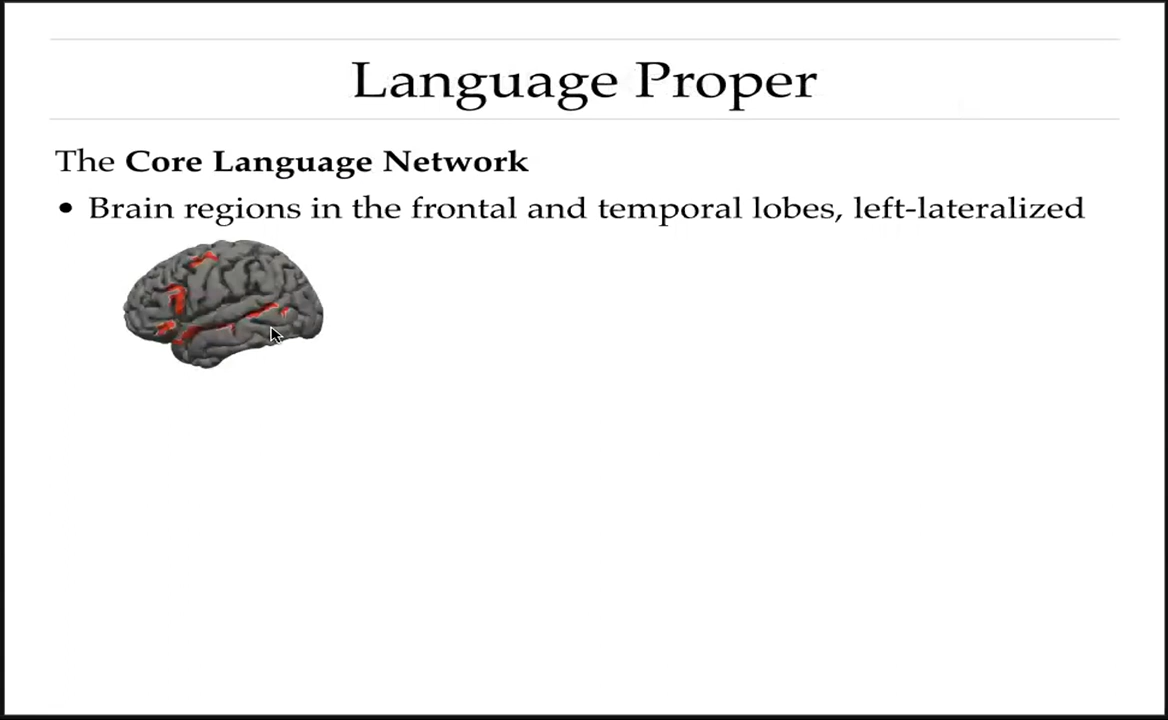 Language Proper
The Core Language Network
• Brain regions in the frontal and temporal lobes, left-lateralized